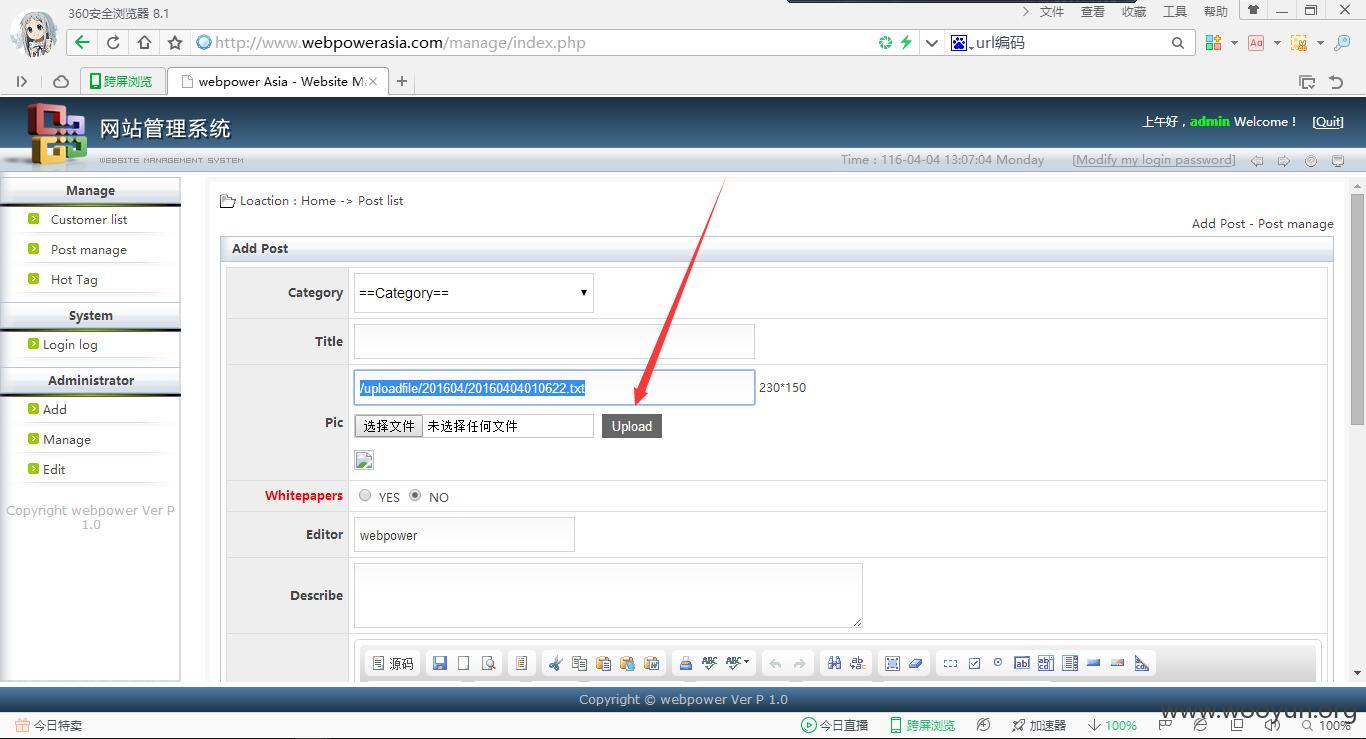 360安全浏览器 8.1
文件 查看 收藏 工具 帮助
http://www.webpowerasia.com/manage/index.php
url编码
跨屏浏览
webpower Asia - Website M
网站管理系统
WEBSITE MANAGEMENT SYSTEM
上午好，admin Welcome！ [Quit]
Time：116-04-04 13:07:04 Monday [Modify my login password]
Manage
Customer list
Post manage
Hot Tag
System
Login log
Administrator
Add
Manage
Edit
Copyright webpower Ver P
1.0
Loaction：Home -> Post list
Add Post - Post manage
Add Post
Category ==Category==
Title
Pic /uploadfile/201604/20160404010622.txt 230*150
选择文件 未选择任何文件 Upload
Whitepapers YES NO
Editor webpower
Describe
源码
Copyright © webpower Ver P 1.0
今日特卖
今日直播 跨屏浏览 加速器 100% 100%
www.wooyun.org